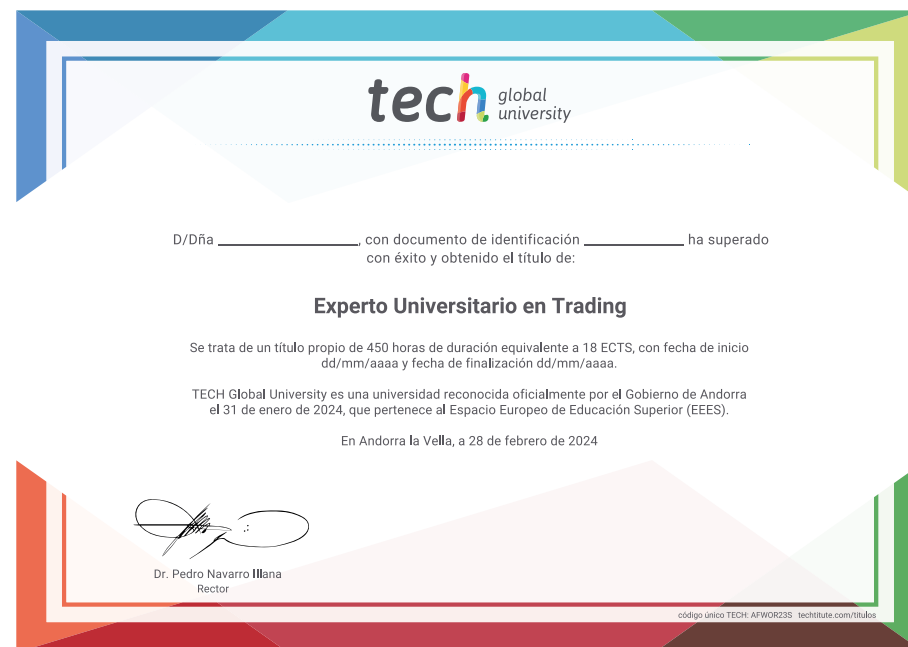 tech global
university
D/Dña ____________________, con documento de identificación ______________ ha superado
con éxito y obtenido el título de:
Experto Universitario en Trading
Se trata de un título propio de 450 horas de duración equivalente a 18 ECTS, con fecha de inicio
dd/mm/aaaa y fecha de finalización dd/mm/aaaa.
TECH Global University es una universidad reconocida oficialmente por el Gobierno de Andorra
el 31 de enero de 2024, que pertenece al Espacio Europeo de Educación Superior (EEES).
En Andorra la Vella, a 28 de febrero de 2024
Dr. Pedro Navarro Illana
Rector
código único TECH: AFWOR23S techtitute.com/titulos